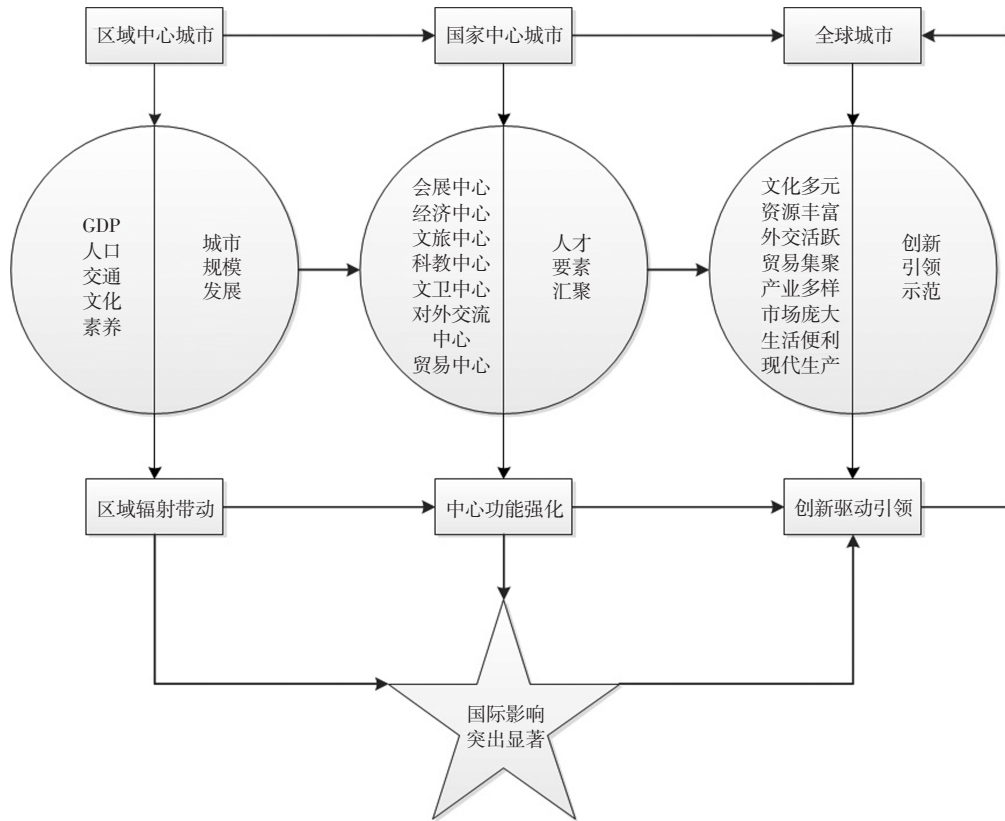 区域中心城市
国家中心城市
全球城市
GDP
人口
交通
文化
素养
城市
规模
发展
会展中心
经济中心
文旅中心
科教中心
文卫中心
对外交流
中心
贸易中心
人才
要素
汇聚
文化多元
资源丰富
外交活跃
贸易集聚
产业多样
市场庞大
生活便利
现代生产
创新
引领
示范
区域辐射带动
中心功能强化
创新驱动引领
国际影响
突出显著